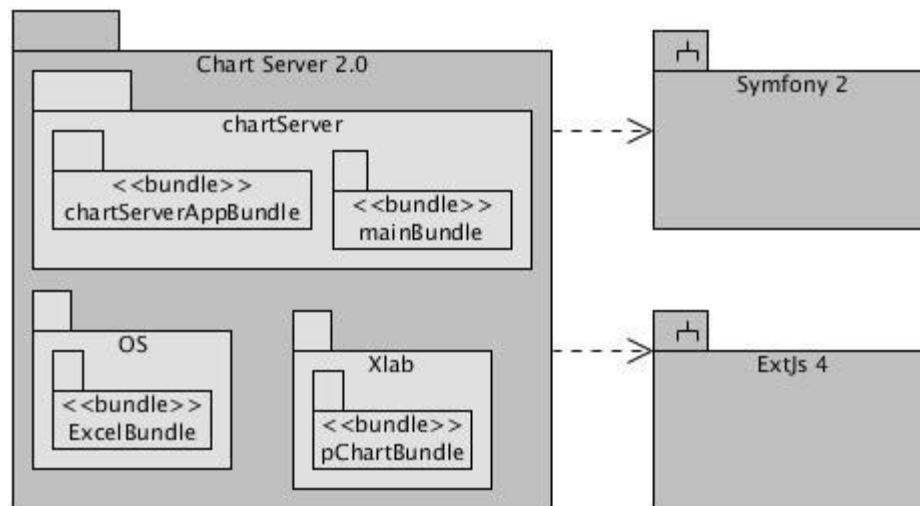 Chart Server 2.0
chartServer
<<bundle>>
chartServerAppBundle
<<bundle>>
mainBundle
OS
<<bundle>>
ExcelBundle
Xlab
<<bundle>>
pChartBundle
Symfony 2
ExtJs 4